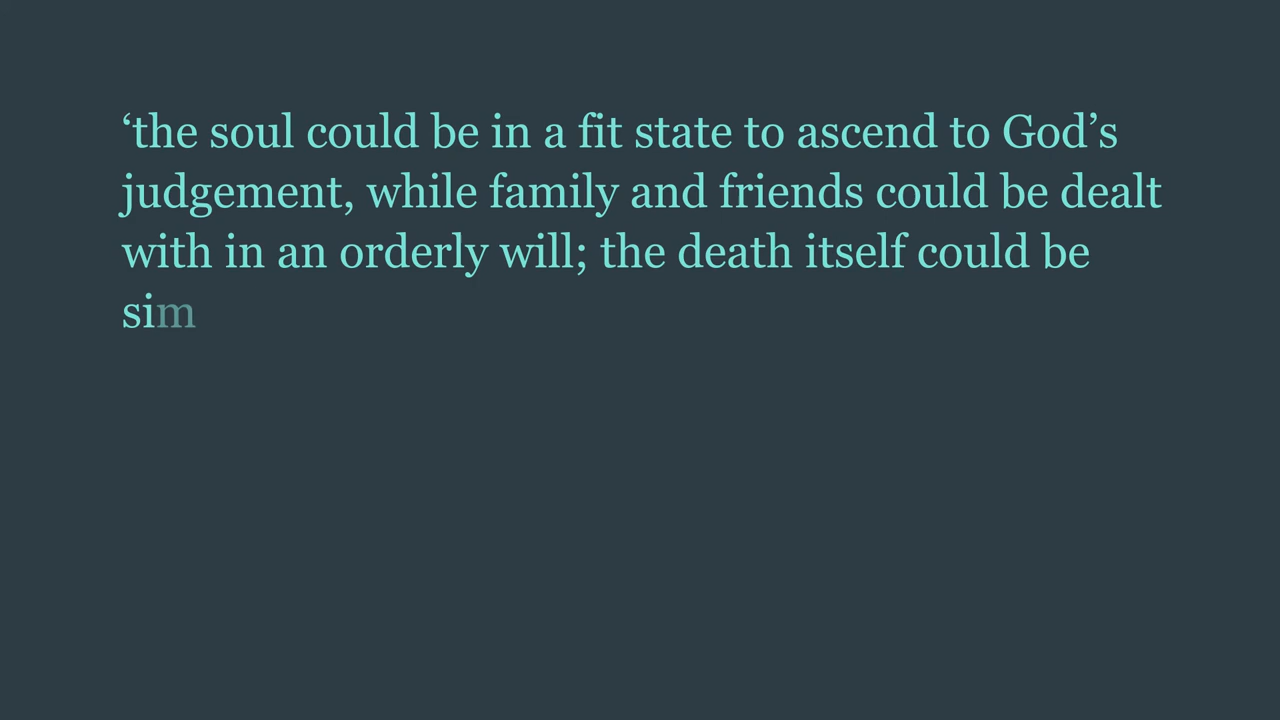 ‘the soul could be in a fit state to ascend to God’s
judgement, while family and friends could be dealt
with in an orderly will; the death itself could be
sim